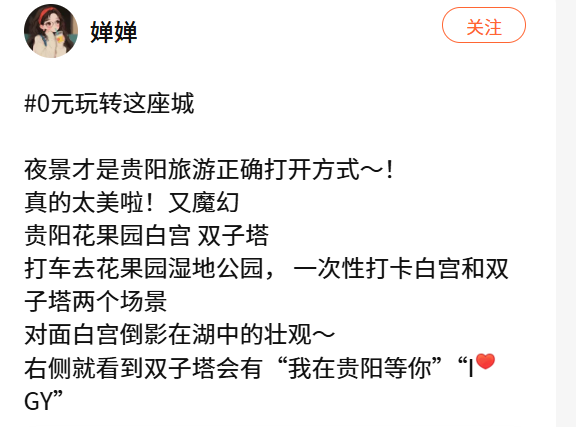 婵婵
关注
#0元玩转这座城
夜景才是贵阳旅游正确打开方式～！
真的太美啦！又魔幻
贵阳花果园白宫 双子塔
打车去花果园湿地公园， 一次性打卡白宫和双
子塔两个场景
对面白宫倒影在湖中的壮观～
右侧就看到双子塔会有“我在贵阳等你”“I❤
GY”